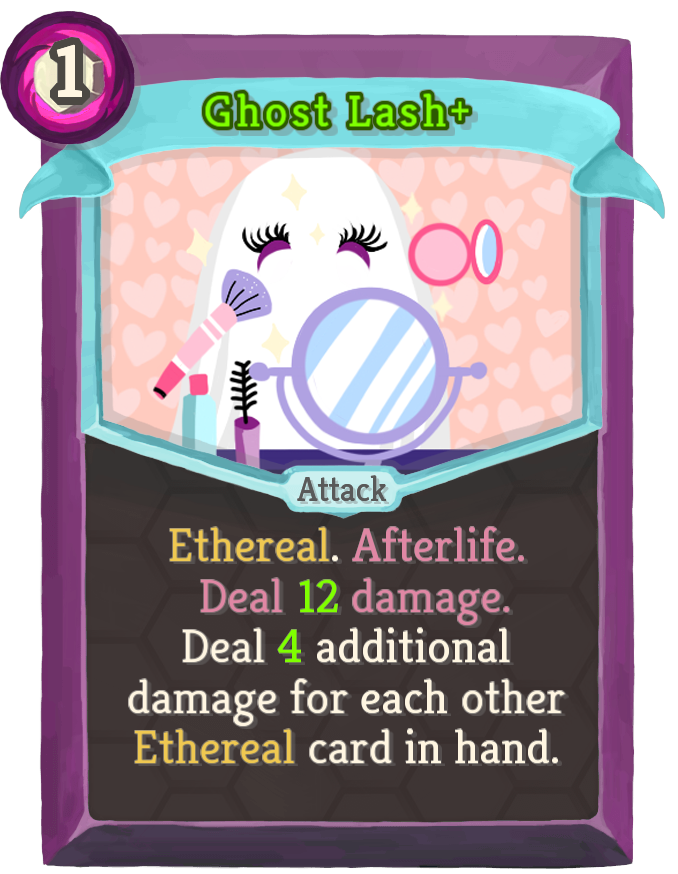 1
Ghost Lash+
Attack
Ethereal. Afterlife.
Deal 12 damage.
Deal 4 additional
damage for each other
Ethereal card in hand.